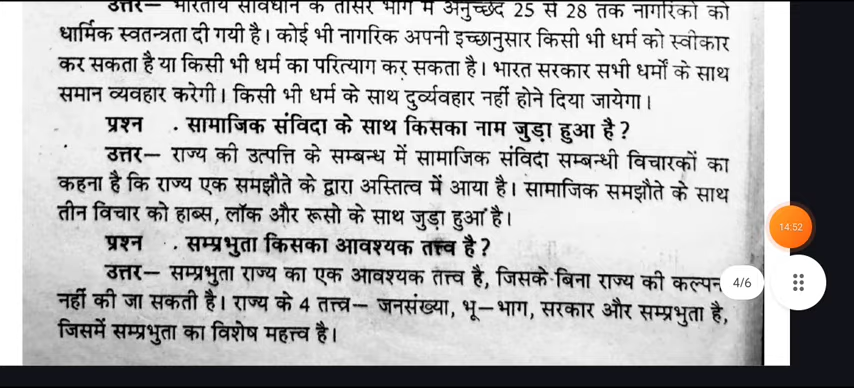 उत्तर— भारतीय संविधान के तीसरे भाग में अनुच्छेद 25 से 28 तक नागरिकों को
धार्मिक स्वतन्त्रता दी गयी है। कोई भी नागरिक अपनी इच्छानुसार किसी भी धर्म को स्वीकार
कर सकता है या किसी भी धर्म का परित्याग कर सकता है। भारत सरकार सभी धर्मों के साथ
समान व्यवहार करेगी। किसी भी धर्म के साथ दुर्व्यवहार नहीं होने दिया जायेगा।
प्रश्न . सामाजिक संविदा के साथ किसका नाम जुड़ा हुआ है?
उत्तर— राज्य की उत्पत्ति के सम्बन्ध में सामाजिक संविदा सम्बन्धी विचारकों का
कहना है कि राज्य एक समझौते के द्वारा अस्तित्व में आया है। सामाजिक समझौते के साथ
तीन विचार को हाब्स, लॉक और रूसो के साथ जुड़ा हुआ है।
प्रश्न . सम्प्रभुता किसका आवश्यक तत्त्व है?
उत्तर— सम्प्रभुता राज्य का एक आवश्यक तत्त्व है, जिसके बिना राज्य की कल्पन
नहीं की जा सकती है। राज्य के 4 तत्त्व— जनसंख्या, भू—भाग, सरकार और सम्प्रभुता है,
जिसमें सम्प्रभुता का विशेष महत्त्व है।
14:52
4/6